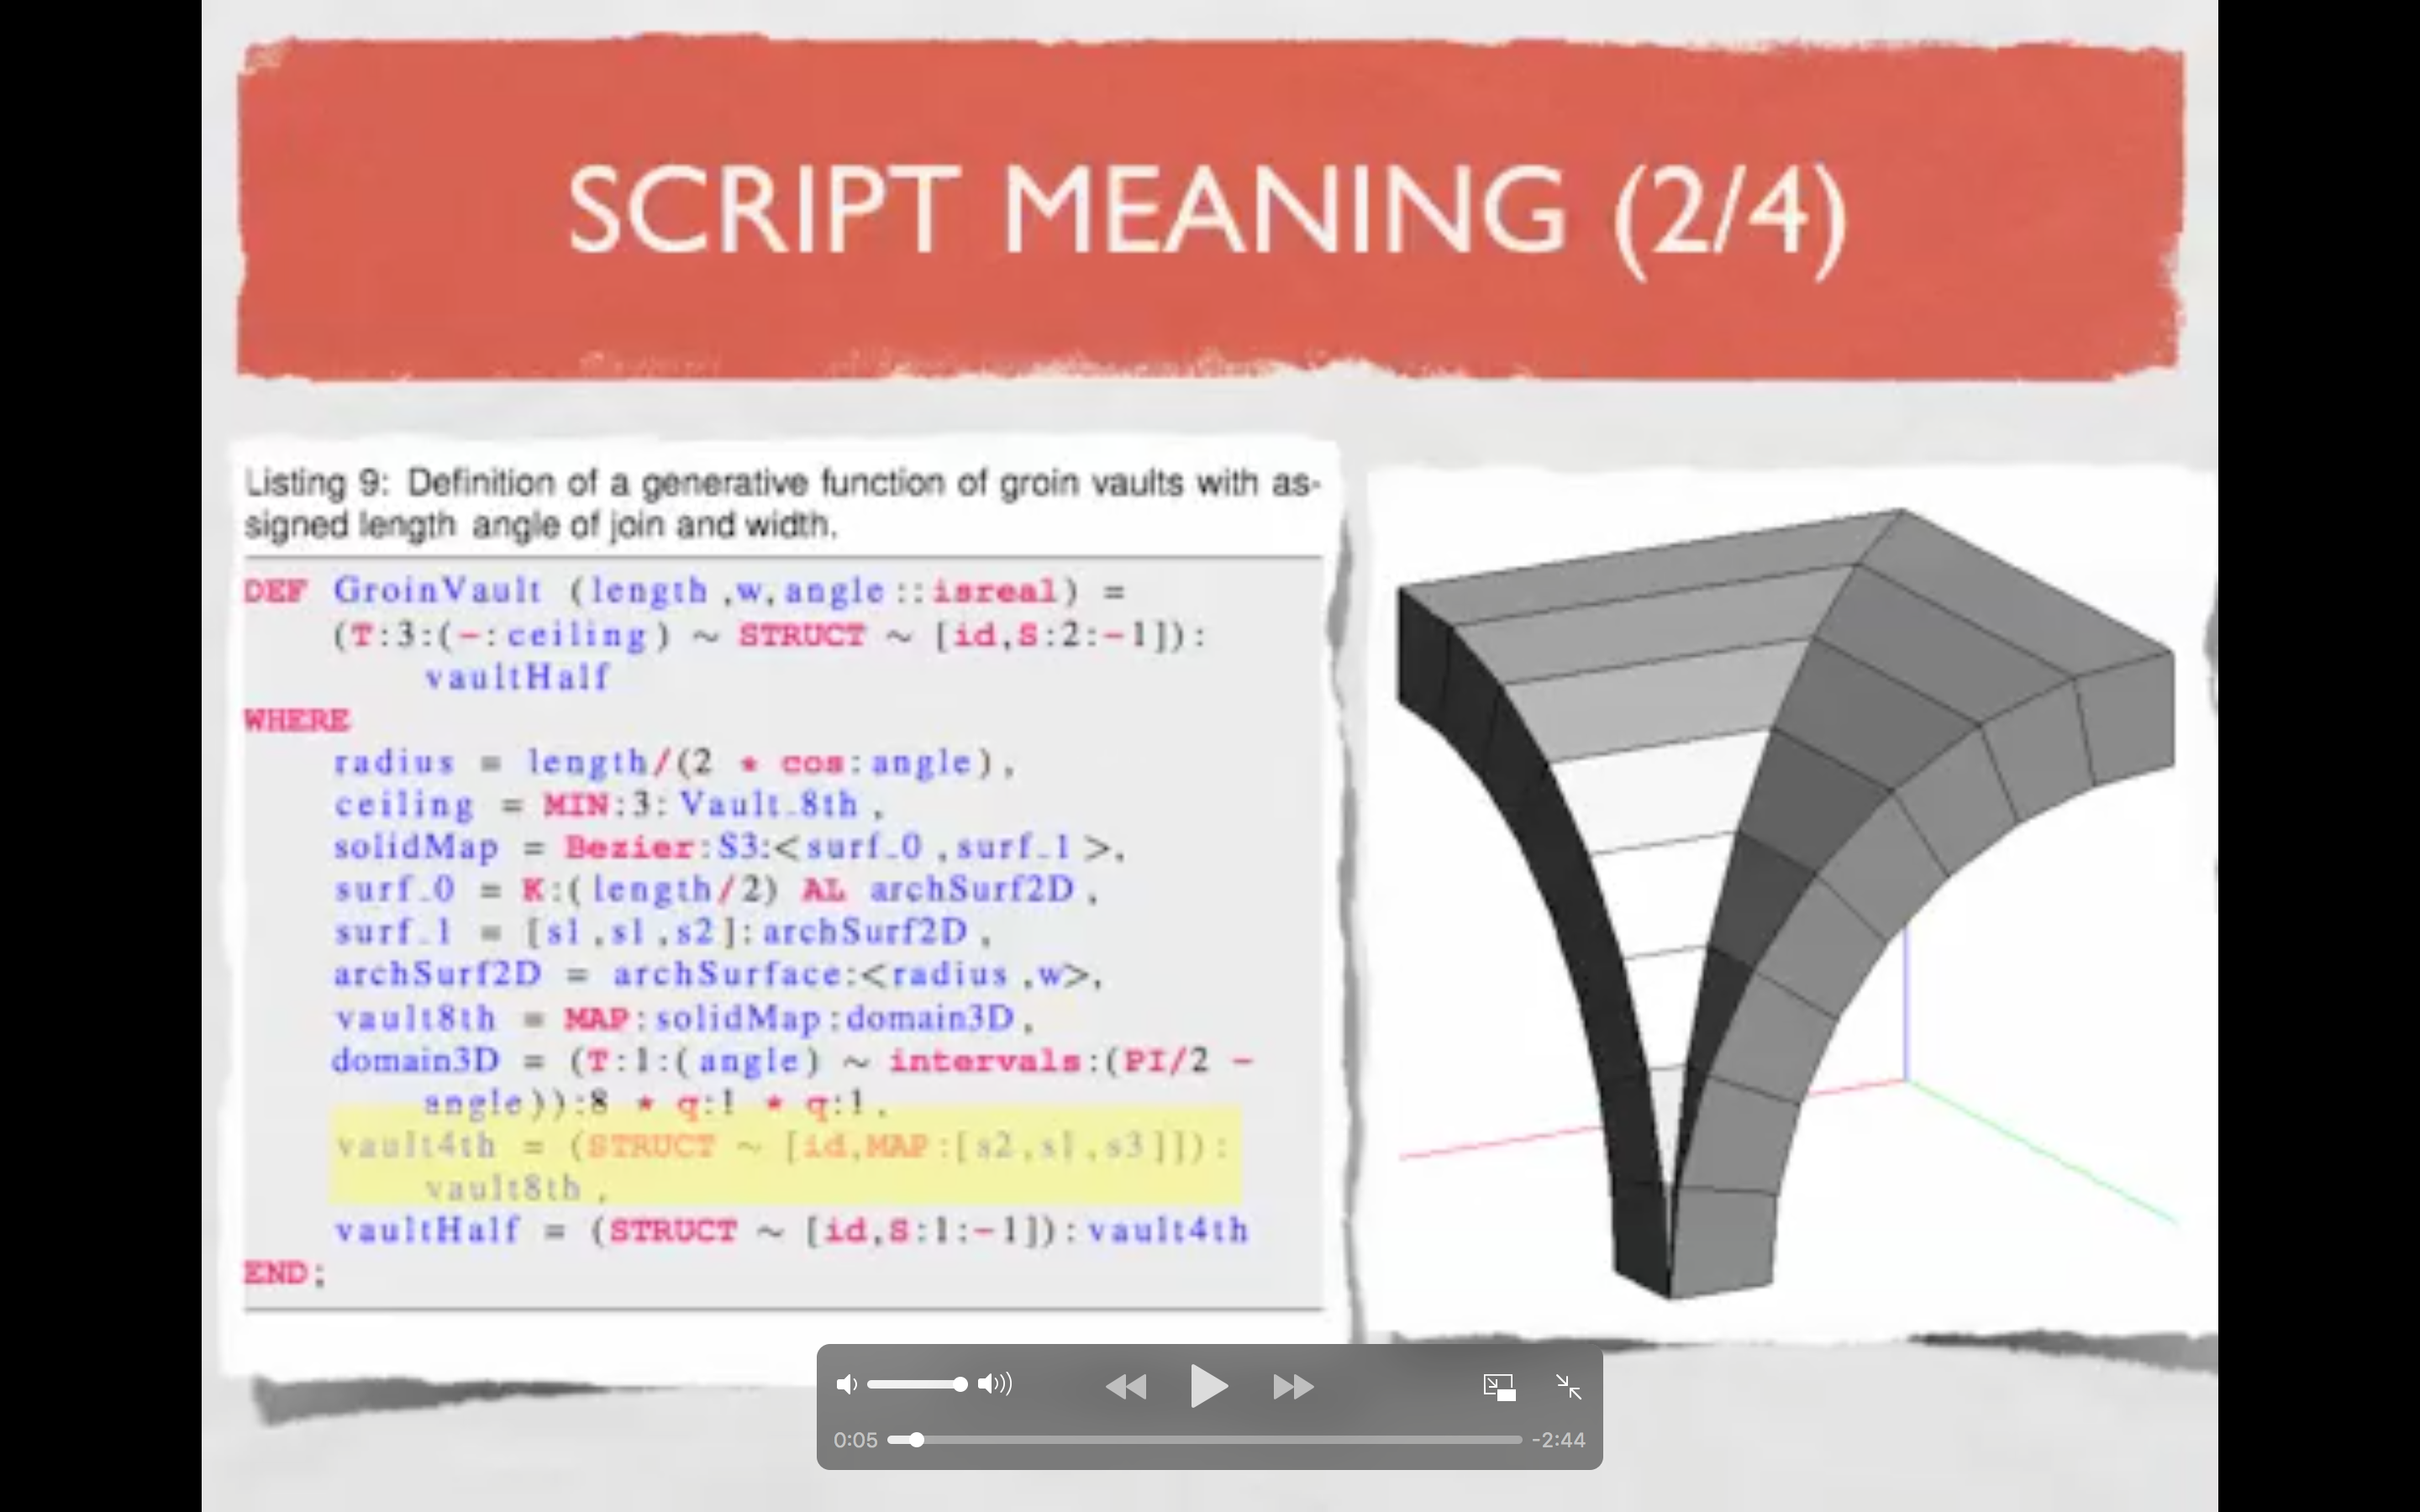 SCRIPT MEANING (2/4)
Listing 9: Definition of a generative function of groin vaults with as-
signed length angle of join and width.
DEF GroinVault (length,w,angle::isreal) =
(T:3:(-:ceiling) ~ STRUCT ~ [id,S:2:-1]):
vaultHalf
WHERE
radius = length/(2 * cos:angle),
ceiling = MIN:3:Vault_8th,
solidMap = Bezier:S3:<surf_0,surf_1>,
surf_0 = K:(length/2) AL archSurf2D,
surf_1 = [s1,s1,s2]:archSurf2D,
archSurf2D = archSurface:<radius,w>,
vault8th = MAP:solidMap:domain3D,
domain3D = (T:1:(angle) ~ intervals:(PI/2 -
angle)):8 * q:1 * q:1,
vault4th = (STRUCT ~ [id,MAP:[s2,s1,s3]]):
vault8th,
vaultHalf = (STRUCT ~ [id,S:1:-1]):vault4th
END;
0:05
-2:44